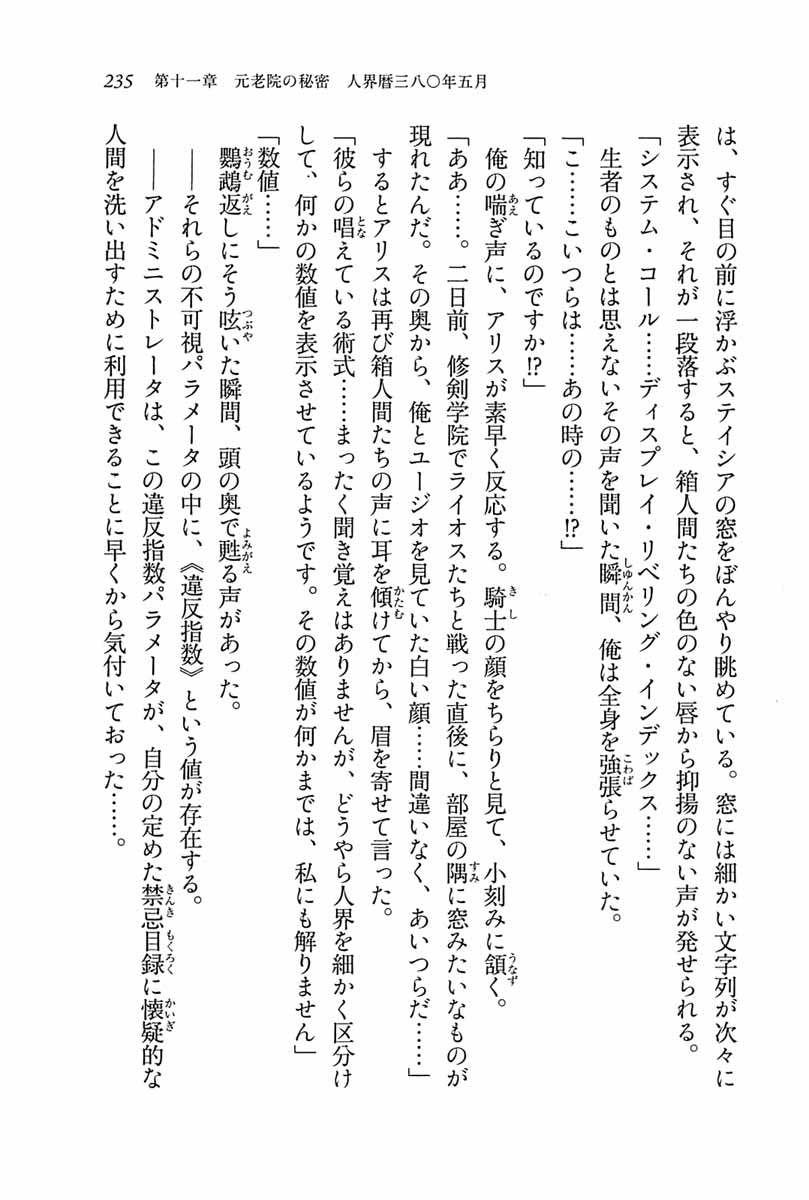 235 第十一章 元老院の秘密 人界暦三八〇年五月
は、すぐ目の前に浮かぶステイシアの窓をぼんやり眺めている。窓には細かい文字列が次々に
表示され、それが一段落すると、箱人間たちの色のない唇から抑揚のない声が発せられる。
「システム・コール……ディスプレイ・リベリング・インデックス……」
生者のものとは思えないその声を聞いた瞬間、俺は全身を強張らせていた。
「こ……こいつらは……あの時の……!?」
「知っているのですか!?」
俺の喘ぎ声に、アリスが素早く反応する。騎士の顔をちらりと見て、小刻みに頷く。
「ああ……。二日前、修剣学院でライオスたちと戦った直後に、部屋の隅に窓みたいなものが
現れたんだ。その奥から、俺とユージオを見ていた白い顔……間違いなく、あいつらだ……」
するとアリスは再び箱人間たちの声に耳を傾けてから、眉を寄せて言った。
「彼らの唱えている術式……まったく聞き覚えはありませんが、どうやら人界を細かく区分け
して、何かの数値を表示させているようです。その数値が何かまでは、私にも解りません」
「数値……」
鸚鵡返しにそう呟いた瞬間、頭の奥で甦る声があった。
――それらの不可視パラメータの中に、《違反指数》という値が存在する。
――アドミニストレータは、この違反指数パラメータが、自分の定めた禁忌目録に懐疑的な
人間を洗い出すために利用できることに早くから気付いておった……。